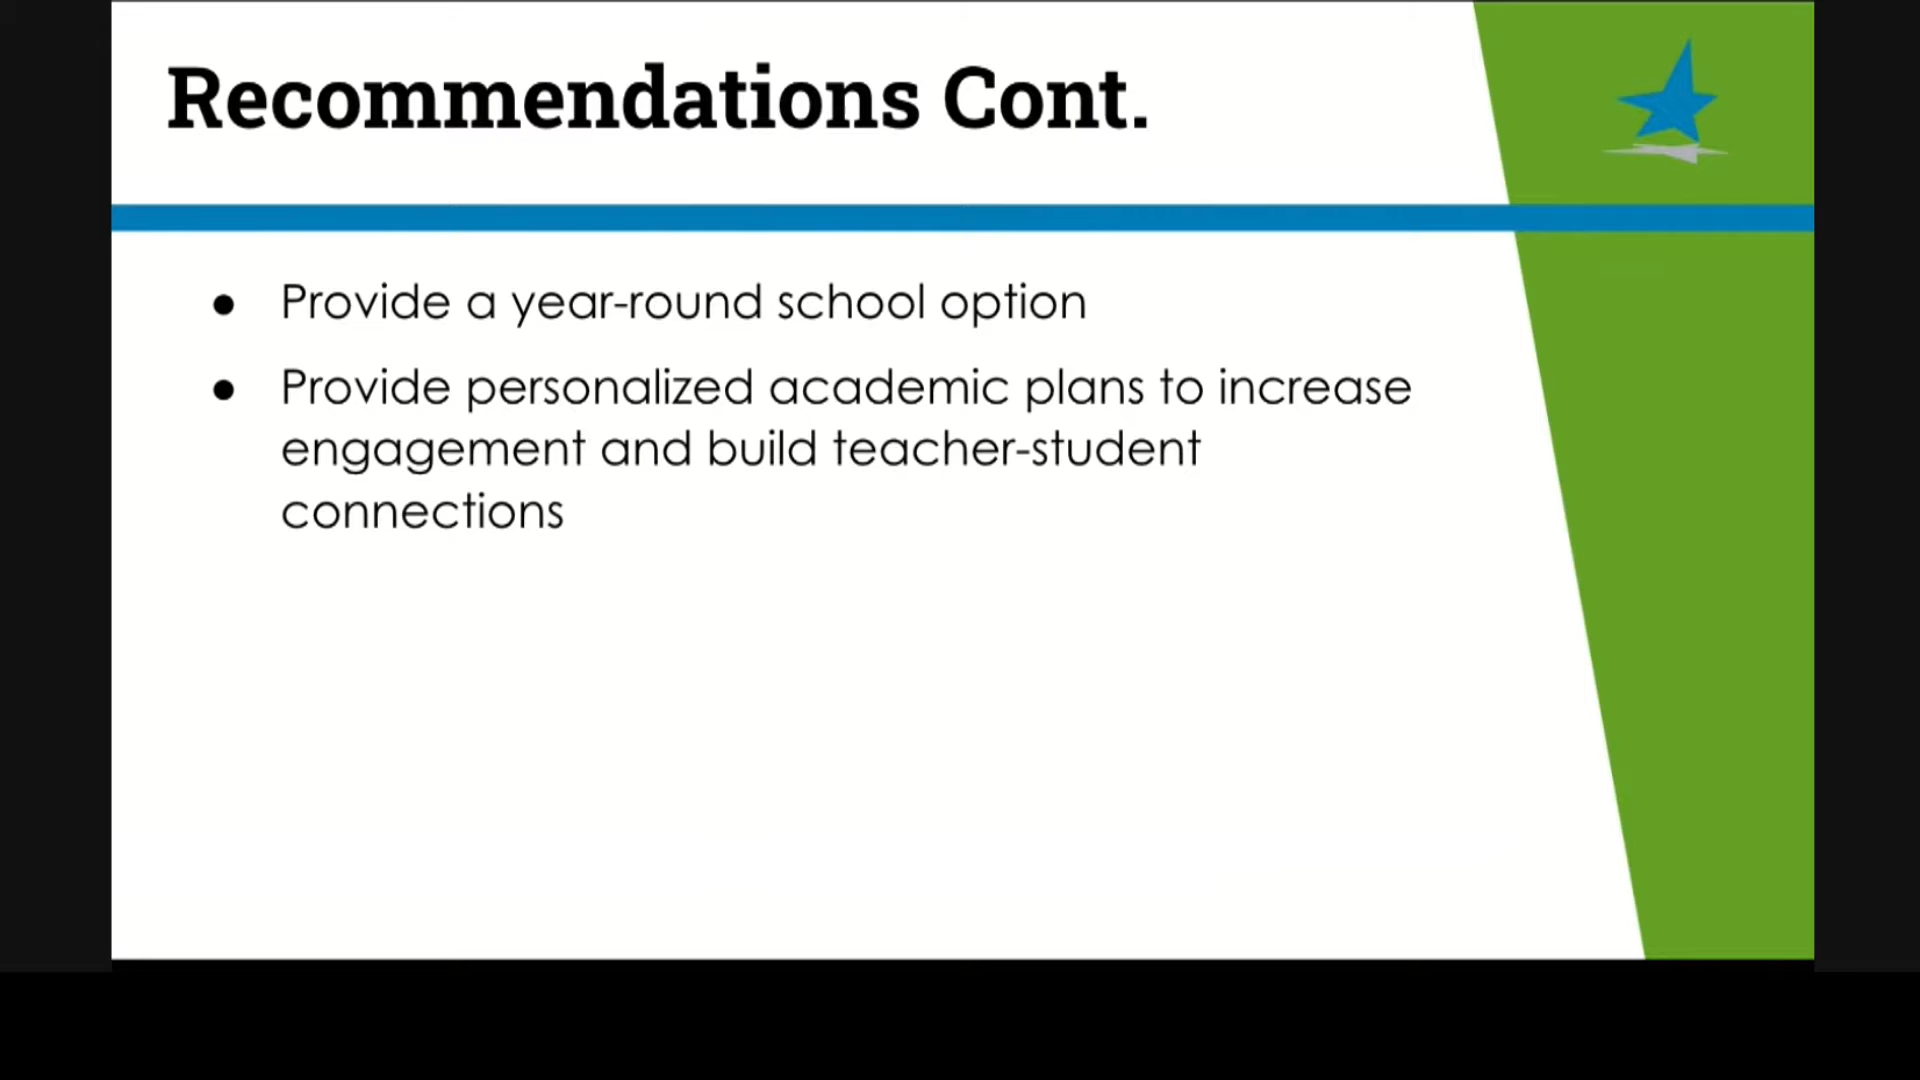 Recommendations Cont.
● Provide a year-round school option
● Provide personalized academic plans to increase
engagement and build teacher-student
connections